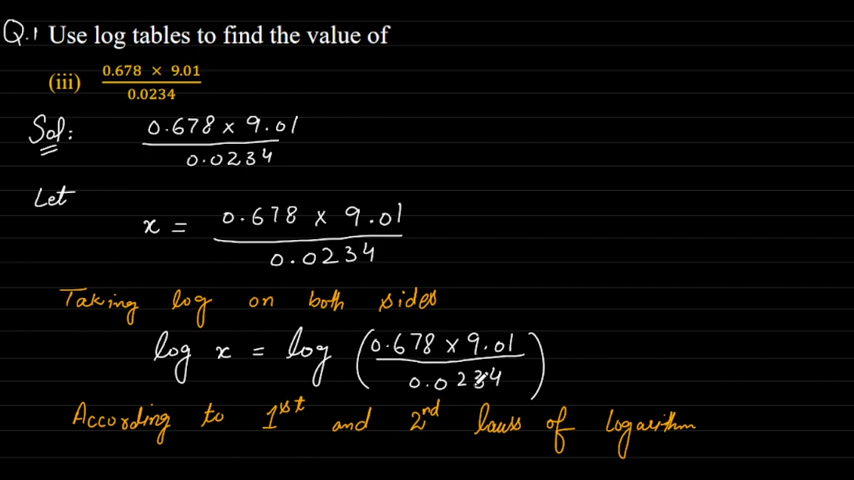 Q.1 Use log tables to find the value of
(iii) 0.678 × 9.01
0.0234
Sol: 0.678 × 9.01
0.0234
Let
x = 0.678 × 9.01
0.0234
Taking log on both sides
log x = log (0.678 × 9.01
0.0234)
According to 1st and 2nd laws of logarithm